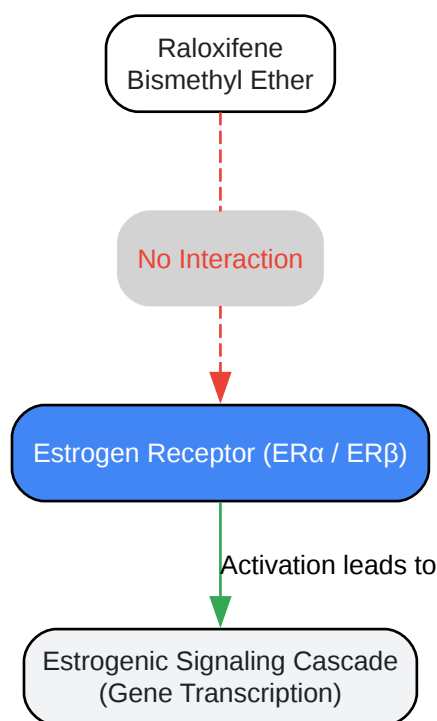 Raloxifene
Bismethyl Ether
No Interaction
Estrogen Receptor (ERα / ERβ)
Activation leads to
Estrogenic Signaling Cascade
(Gene Transcription)